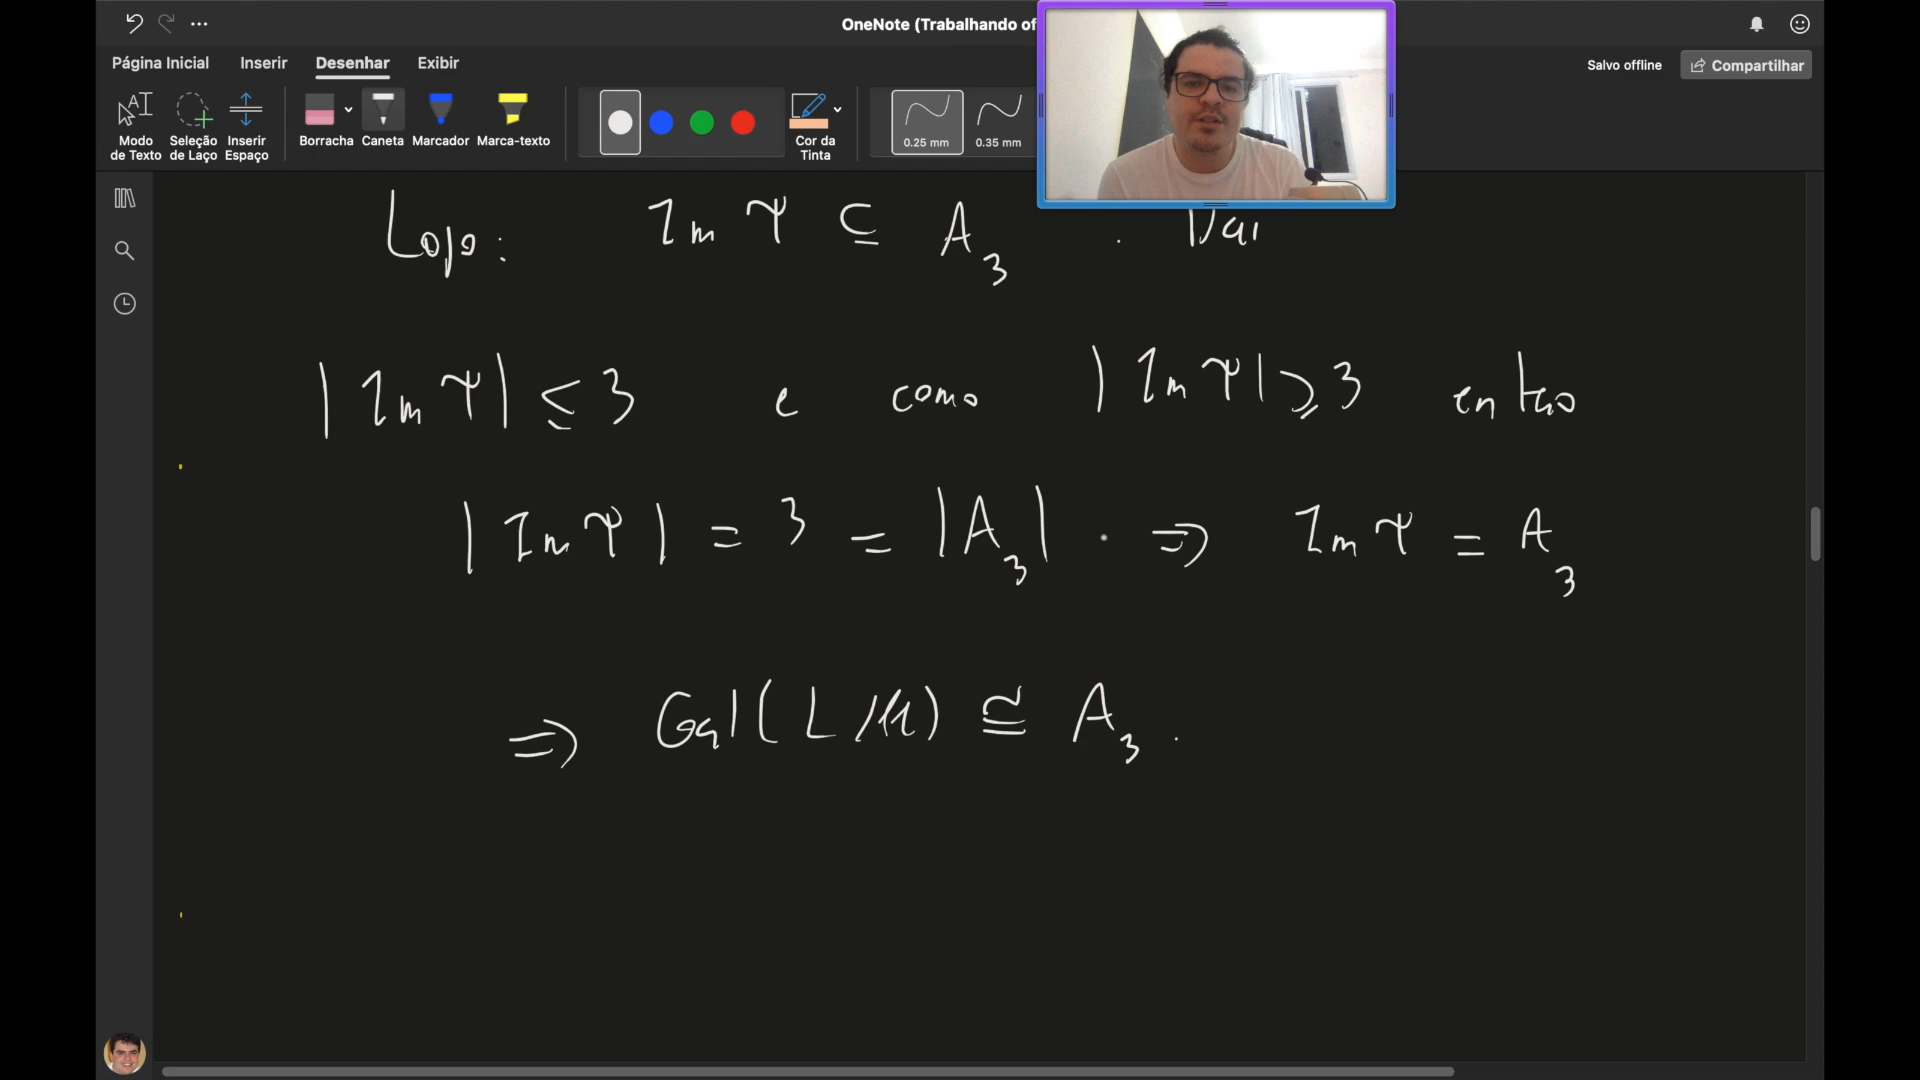 OneNote (Trabalhando of
Página Inicial Inserir Desenhar Exibir
Salvo offline Compartilhar
Modo de Texto
Seleção de Laço
Inserir Espaço
Borracha Caneta Marcador Marca-texto
Cor da Tinta
0.25 mm 0.35 mm
Logo: Im Ψ ⊆ A₃ . Daí
|Im Ψ| ≤ 3 e como |Im Ψ| ≥ 3 então
|Im Ψ| = 3 = |A₃| . ⇒ Im Ψ = A₃
⇒ Gal(L/K) ≅ A₃ .